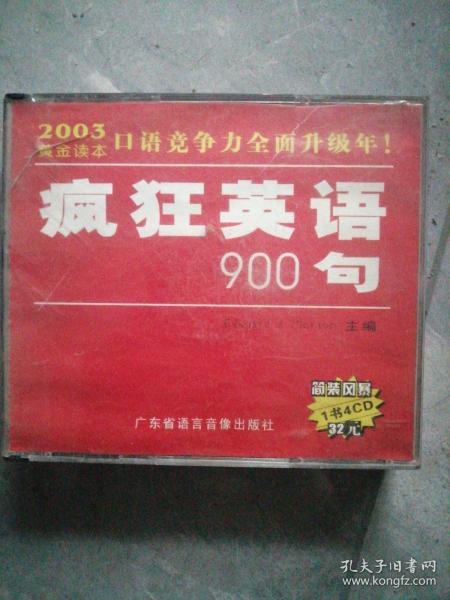 2003
黄金读本
口语竞争力全面升级年！
疯狂英语
900句
主编
简装风暴
1书4CD
32元
广东省语言音像出版社
孔夫子旧书网
www.kongfz.com